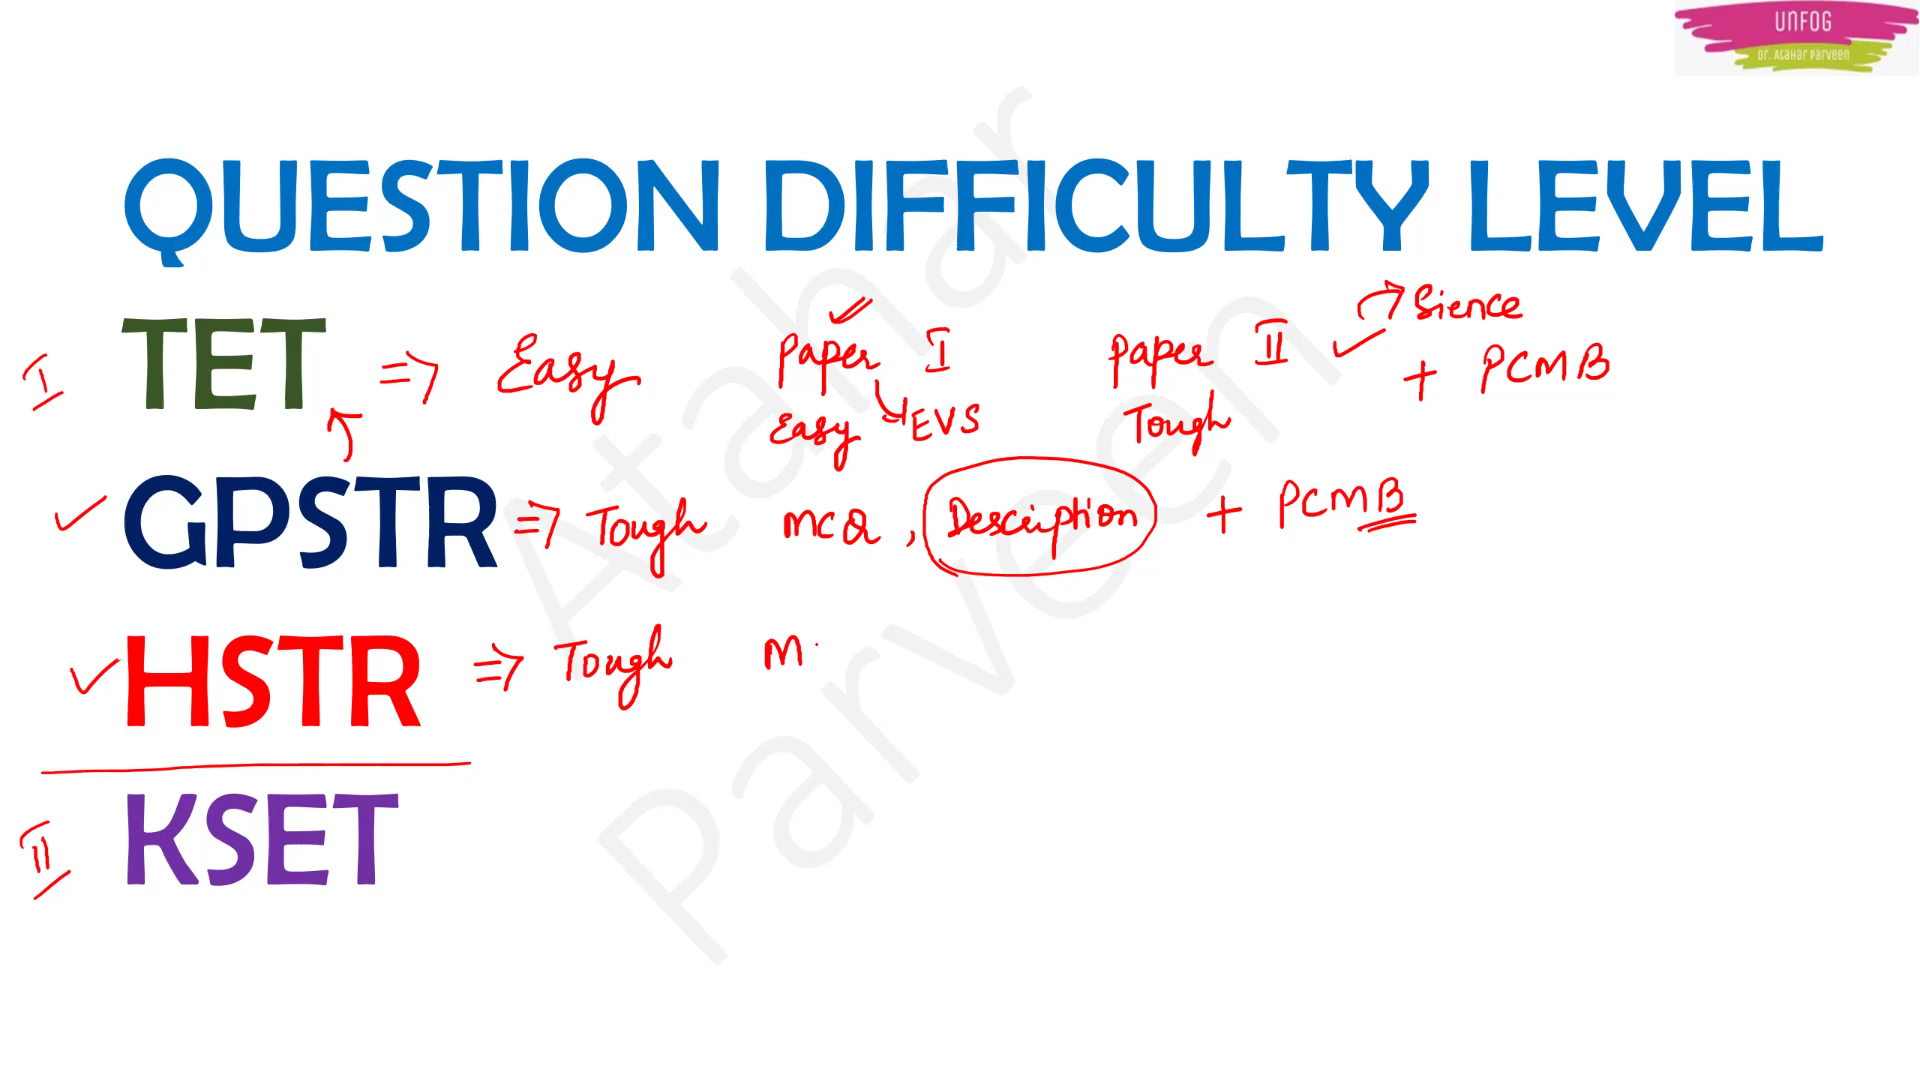 UNFOG
Dr. Atahar Parveen
QUESTION DIFFICULTY LEVEL
I TET ⇒ Easy Paper I Paper II → Sience
+ PCMB
Easy → EVS Tough
GPSTR ⇒ Tough MCQ, Description + PCMB
HSTR ⇒ Tough M
II KSET
Atahar
Parveen